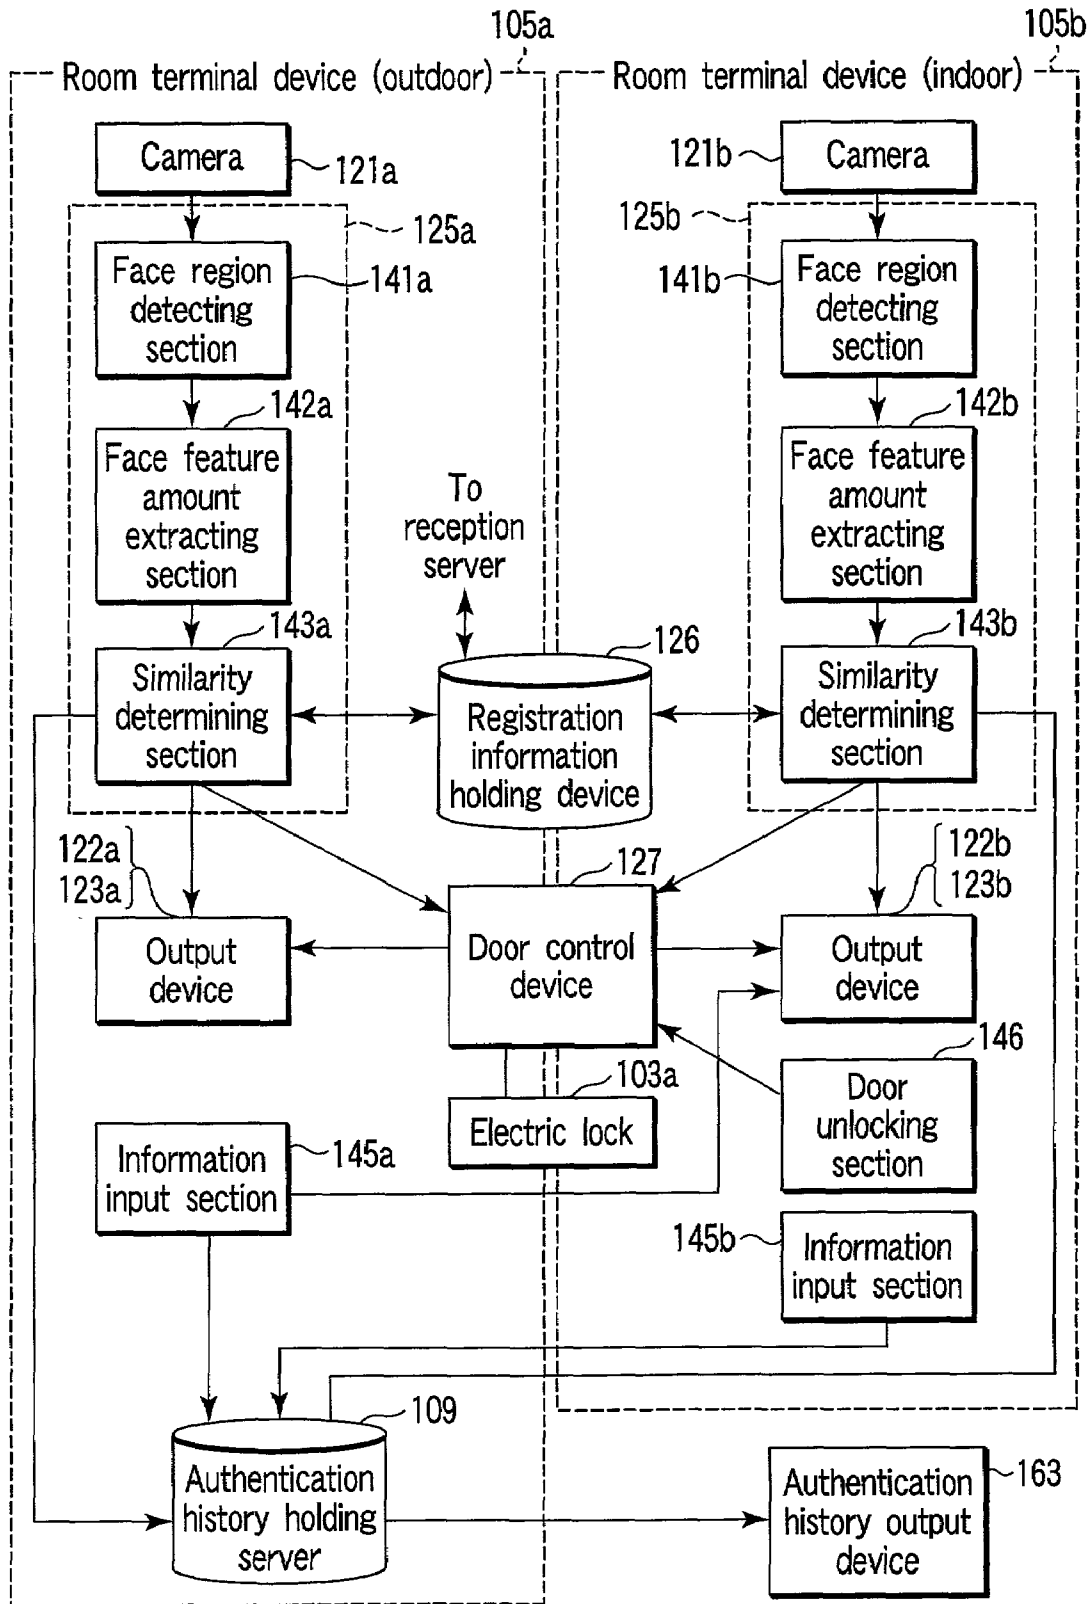 105a
105b
Room terminal device (outdoor)
Room terminal device (indoor)
Camera
121a
125a
Face region
detecting
section
141a
142a
Face feature
amount
extracting
section
143a
Similarity
determining
section
122a
123a
Output
device
Information
input section
145a
To
reception
server
126
Registration
information
holding device
127
Door control
device
103a
Electric lock
121b
Camera
125b
141b
Face region
detecting
section
142b
Face feature
amount
extracting
section
143b
Similarity
determining
section
122b
123b
Output
device
146
Door
unlocking
section
145b
Information
input section
109
Authentication
history holding
server
163
Authentication
history output
device